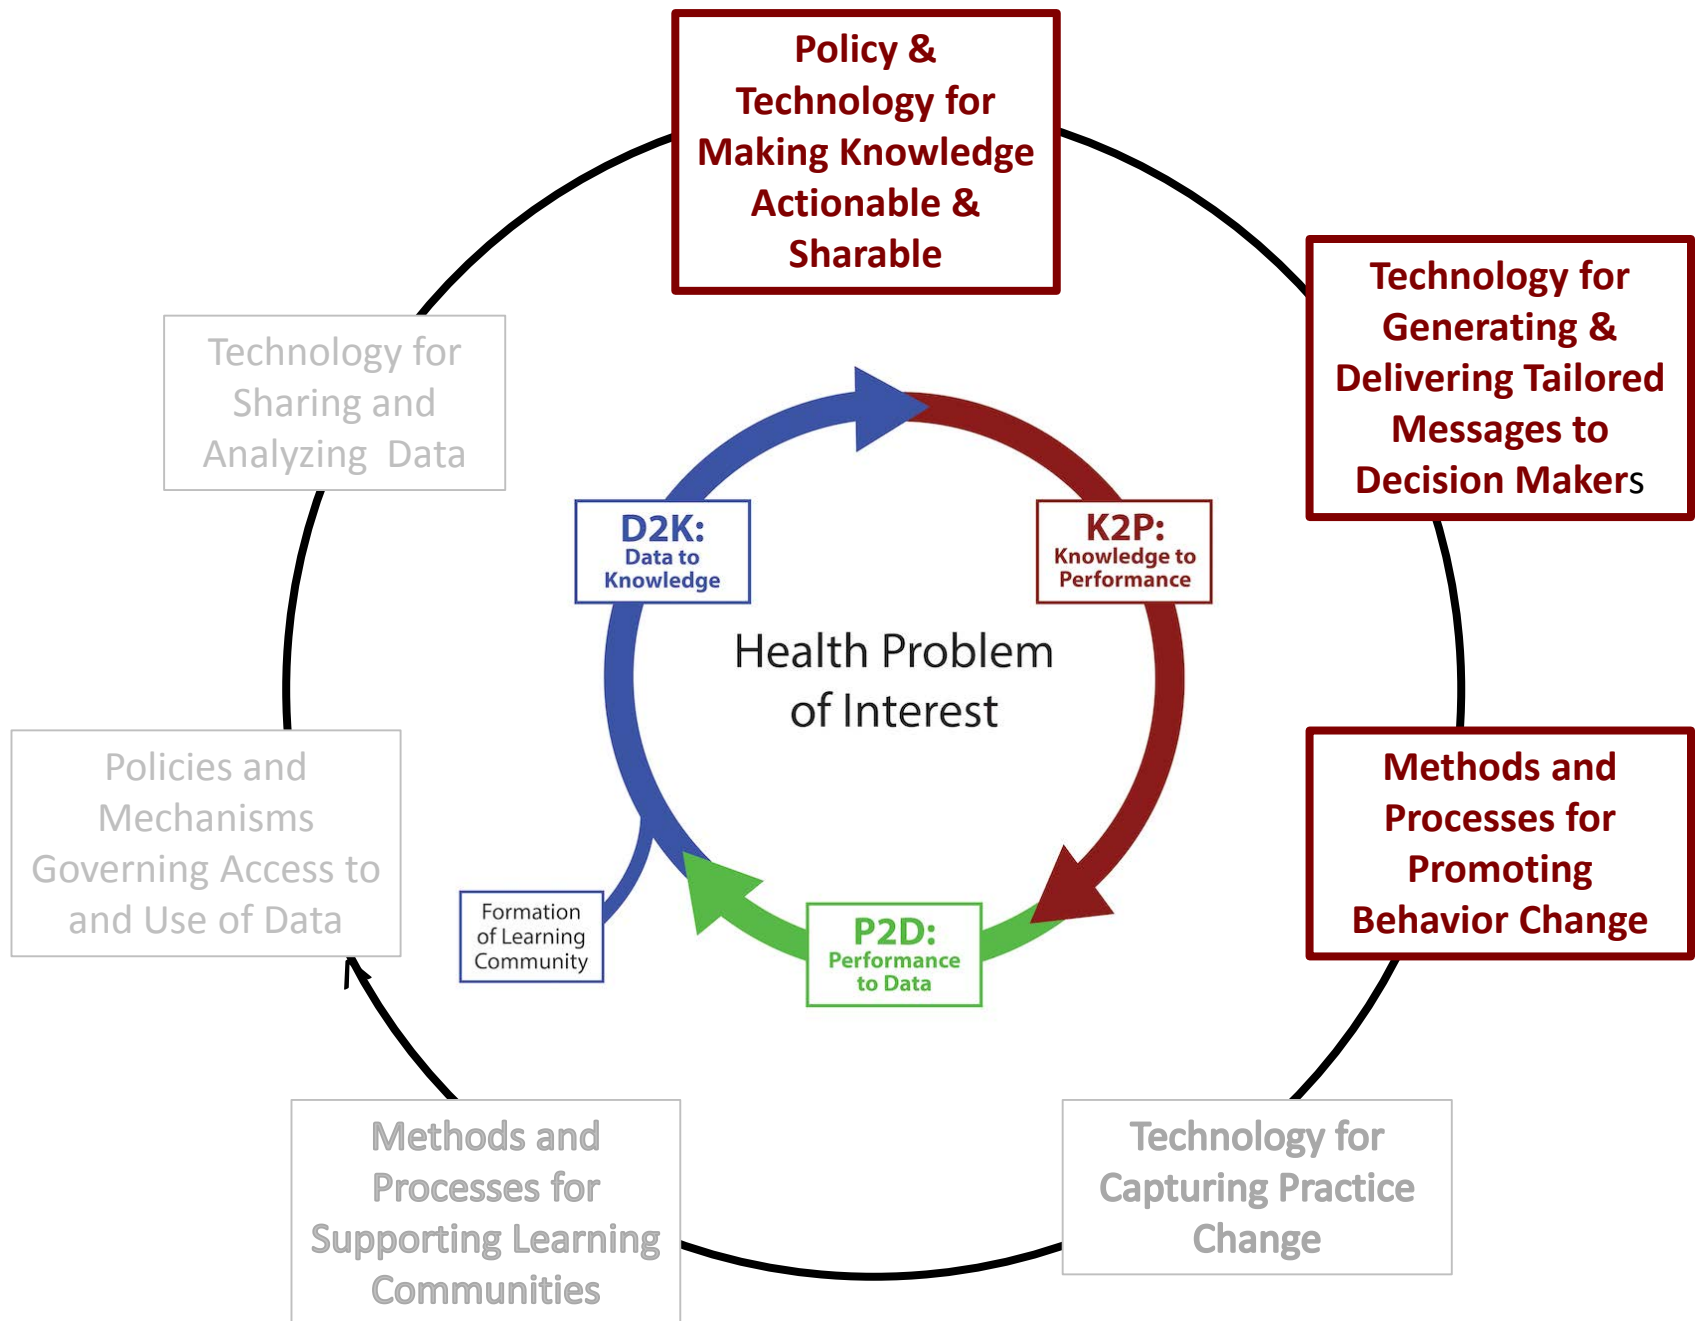 Policy &
Technology for
Making Knowledge
Actionable &
Sharable
Technology for
Generating &
Delivering Tailored
Messages to
Decision Makers
Technology for
Sharing and
Analyzing  Data
D2K:
Data to
Knowledge
K2P:
Knowledge to
Performance
Health Problem
of Interest
Policies and
Mechanisms
Governing Access to
and Use of Data
Methods and
Processes for
Promoting
Behavior Change
Formation
of Learning
Community
P2D:
Performance
to Data
Methods and
Processes for
Supporting Learning
Communities
Technology for
Capturing Practice
Change